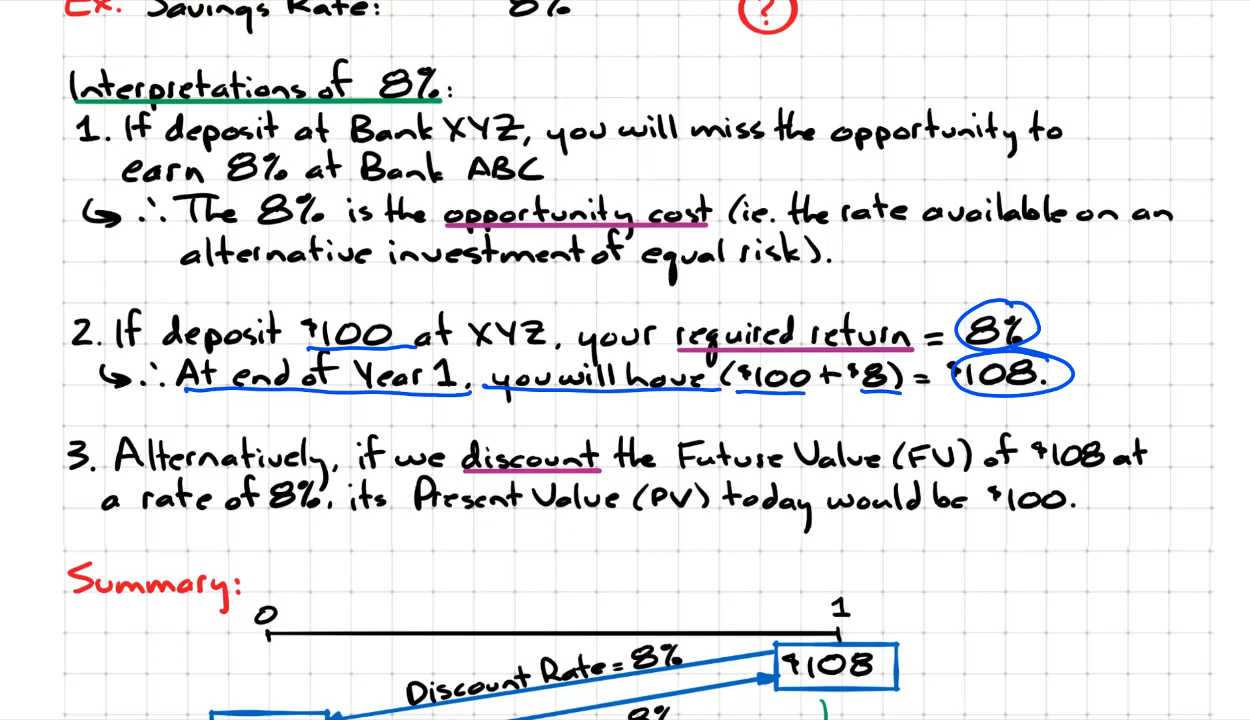 Ex. Savings Rate: 8% ?
Interpretations of 8%:
1. If deposit at Bank XYZ, you will miss the opportunity to
earn 8% at Bank ABC
↳ ∴ The 8% is the opportunity cost (ie. the rate available on an
alternative investment of equal risk).
2. If deposit $100 at XYZ, your required return = 8%
↳ ∴ At end of Year 1, you will have ($100 + $8) = $108.
3. Alternatively, if we discount the Future Value (FV) of $108 at
a rate of 8%, its Present Value (PV) today would be $100.
Summary:
0 1
$108
Discount Rate = 8%
8%